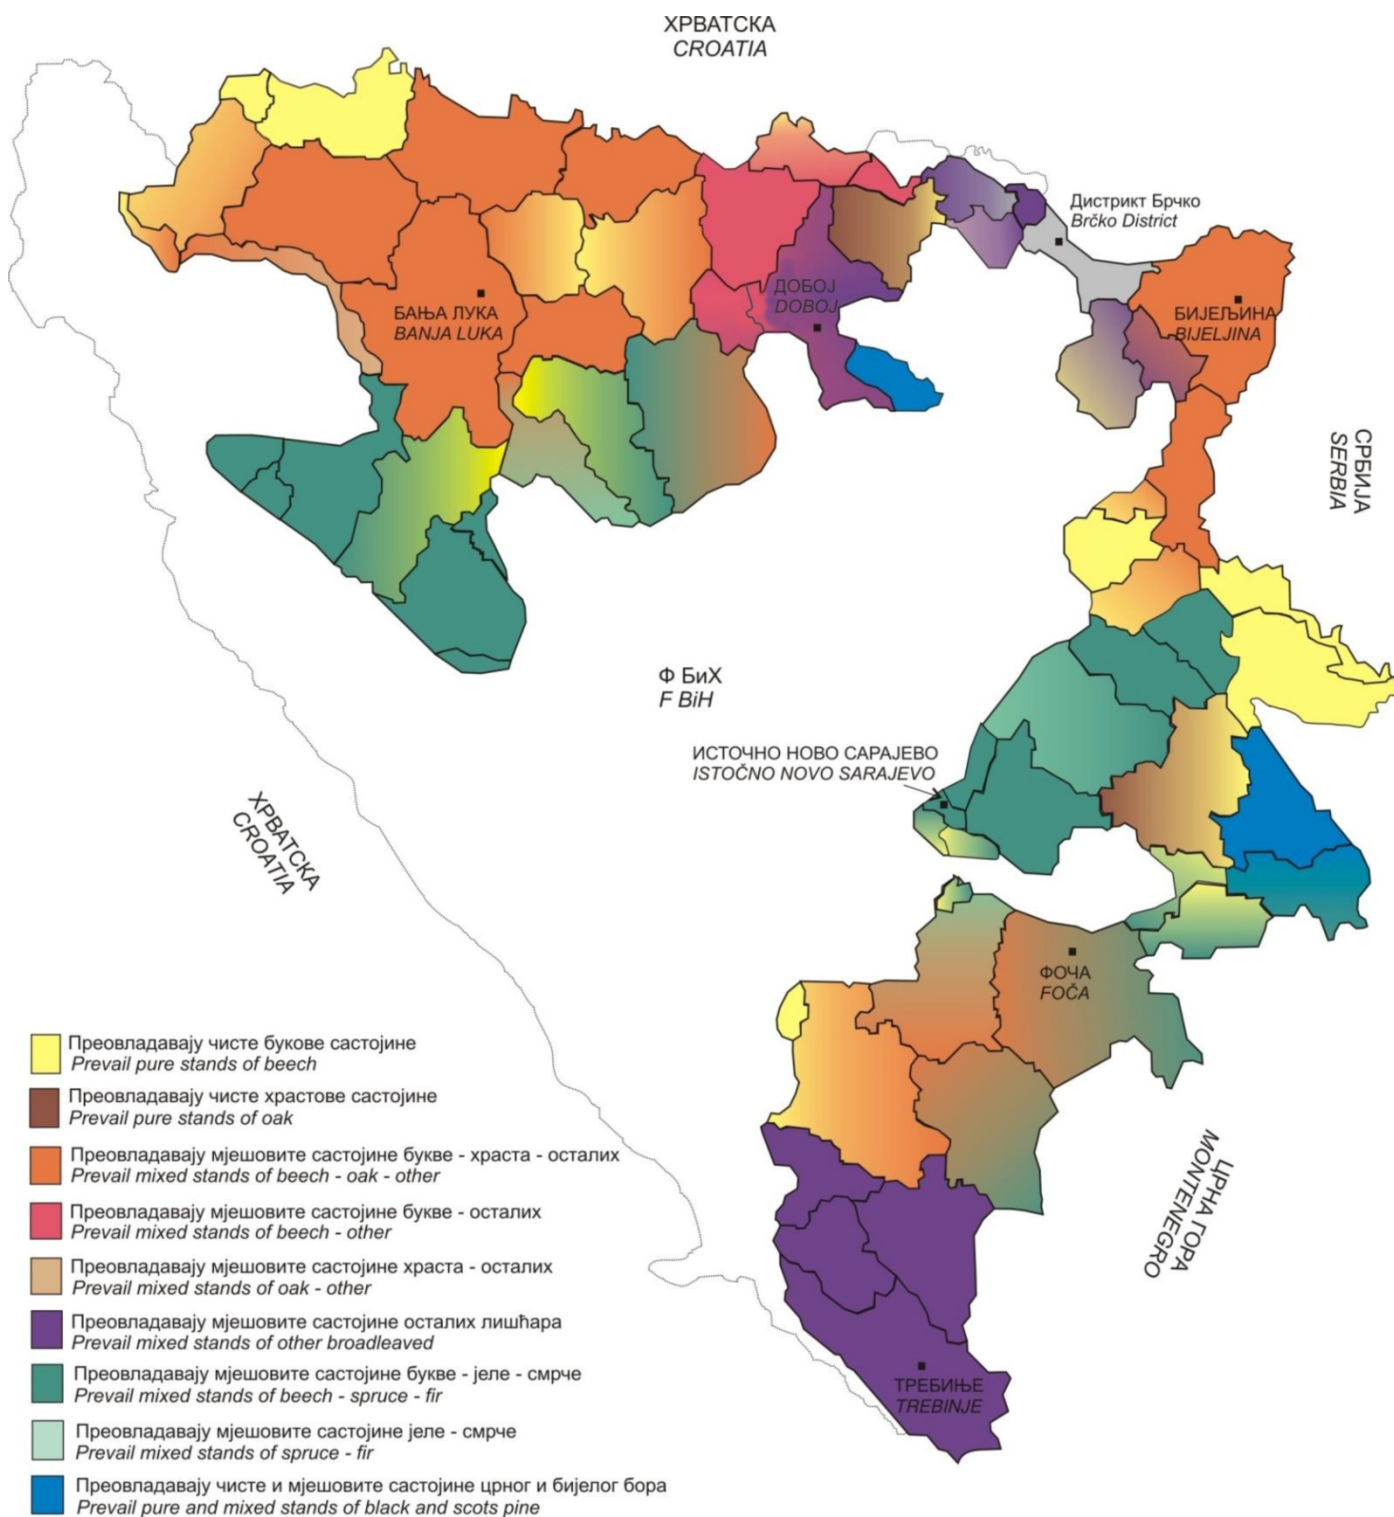 ХРВАТСКА
CROATIA
Дистрикт Брчко
Brčko District
БАЊА ЛУКА
BANJA LUKA
ДОБОЈ
DOBOJ
БИЈЕЉИНА
BIJELJINA
СРБИЈА
SERBIA
Ф БиХ
F BiH
ИСТОЧНО НОВО САРАЈЕВО
ISTOČNO NOVO SARAJEVO
ХРВАТСКА
CROATIA
ФОЧА
FOČA
ЦРНА ГОРА
MONTENEGRO
ТРЕБИЊЕ
TREBINJE
Преовладавају чисте букове састојине
Prevail pure stands of beech
Преовладавају чисте храстове састојине
Prevail pure stands of oak
Преовладавају мјешовите састојине букве - храста - осталих
Prevail mixed stands of beech - oak - other
Преовладавају мјешовите састојине букве - осталих
Prevail mixed stands of beech - other
Преовладавају мјешовите састојине храста - осталих
Prevail mixed stands of oak - other
Преовладавају мјешовите састојине осталих лишћара
Prevail mixed stands of other broadleaved
Преовладавају мјешовите састојине букве - јеле - смрче
Prevail mixed stands of beech - spruce - fir
Преовладавају мјешовите састојине јеле - смрче
Prevail mixed stands of spruce - fir
Преовладавају чисте и мјешовите састојине црног и бијелог бора
Prevail pure and mixed stands of black and scots pine